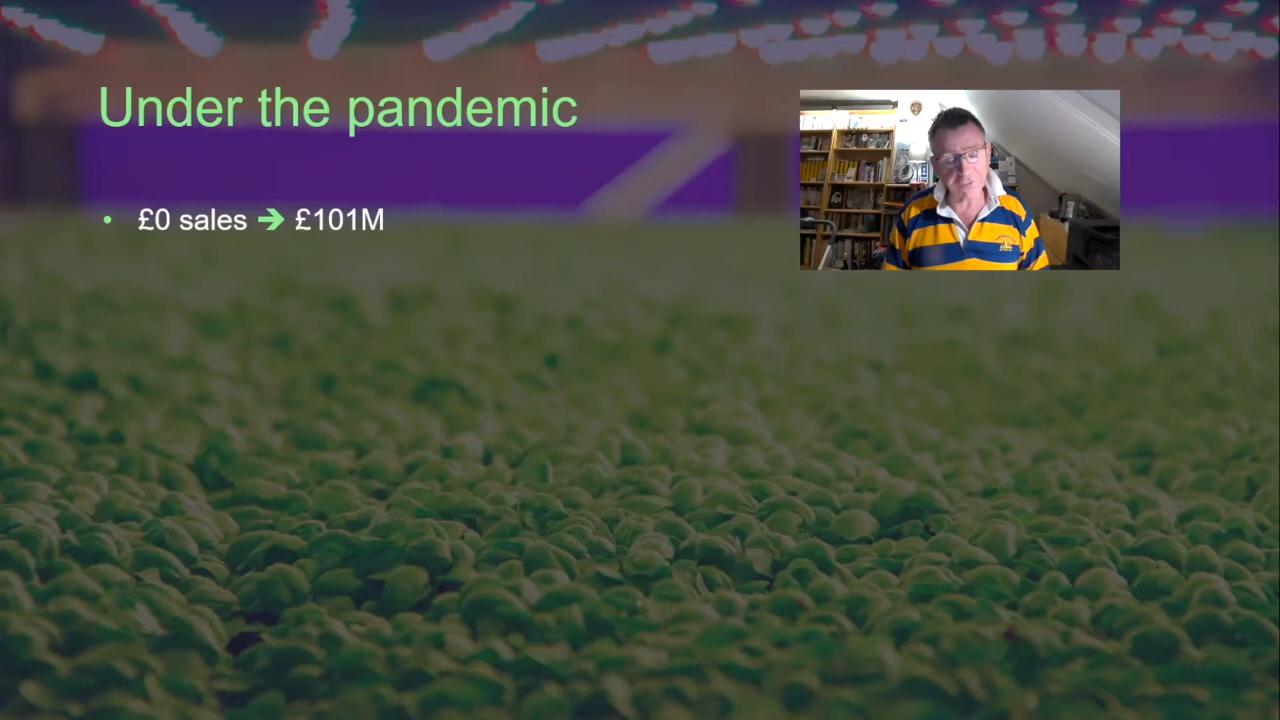 Under the pandemic
• £0 sales ➔ £101M